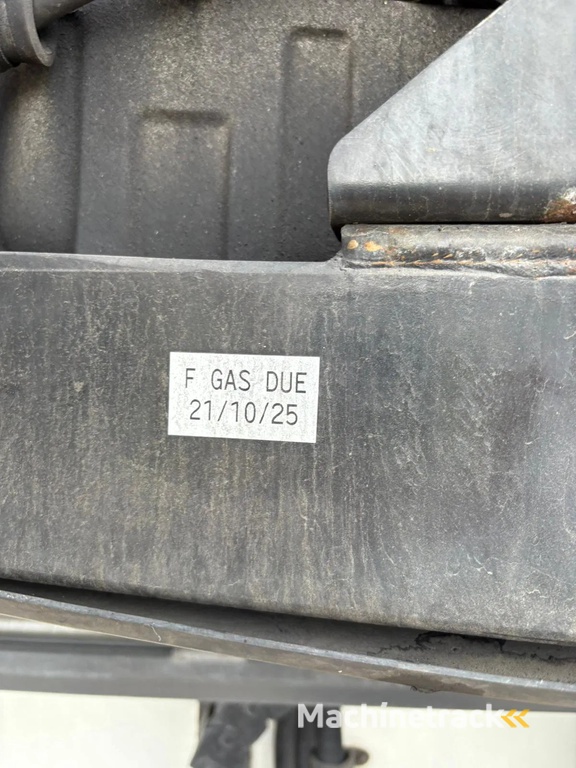 F GAS DUE
21/10/25
Machinetrack